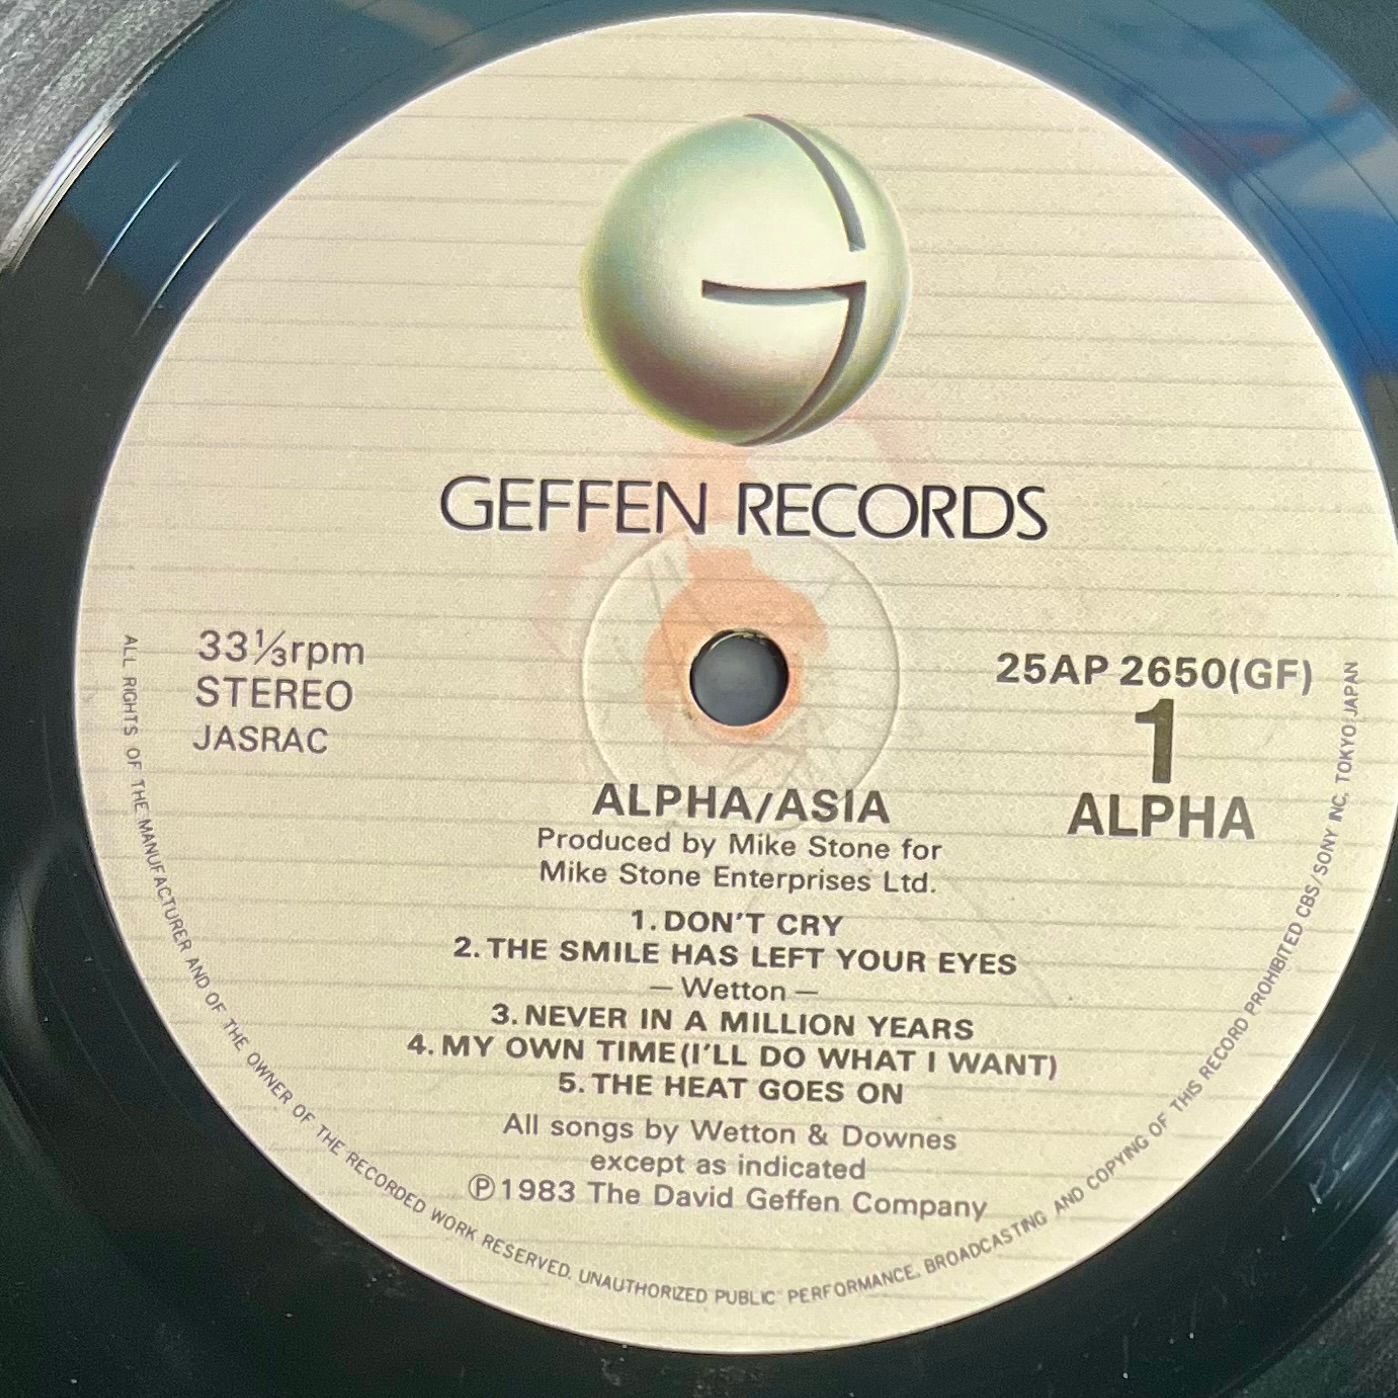 GEFFEN RECORDS
33⅓rpm
STEREO
JASRAC
25AP 2650(GF)
1
ALPHA
ALPHA/ASIA
Produced by Mike Stone for
Mike Stone Enterprises Ltd.
1. DON'T CRY
2. THE SMILE HAS LEFT YOUR EYES
— Wetton —
3. NEVER IN A MILLION YEARS
4. MY OWN TIME(I'LL DO WHAT I WANT)
5. THE HEAT GOES ON
All songs by Wetton & Downes
except as indicated
Ⓟ1983 The David Geffen Company
ALL RIGHTS OF THE MANUFACTURER AND OF THE OWNER OF THE RECORDED WORK RESERVED. UNAUTHORIZED PUBLIC PERFORMANCE, BROADCASTING AND COPYING OF THIS RECORD PROHIBITED CBS/SONY INC, TOKYO JAPAN